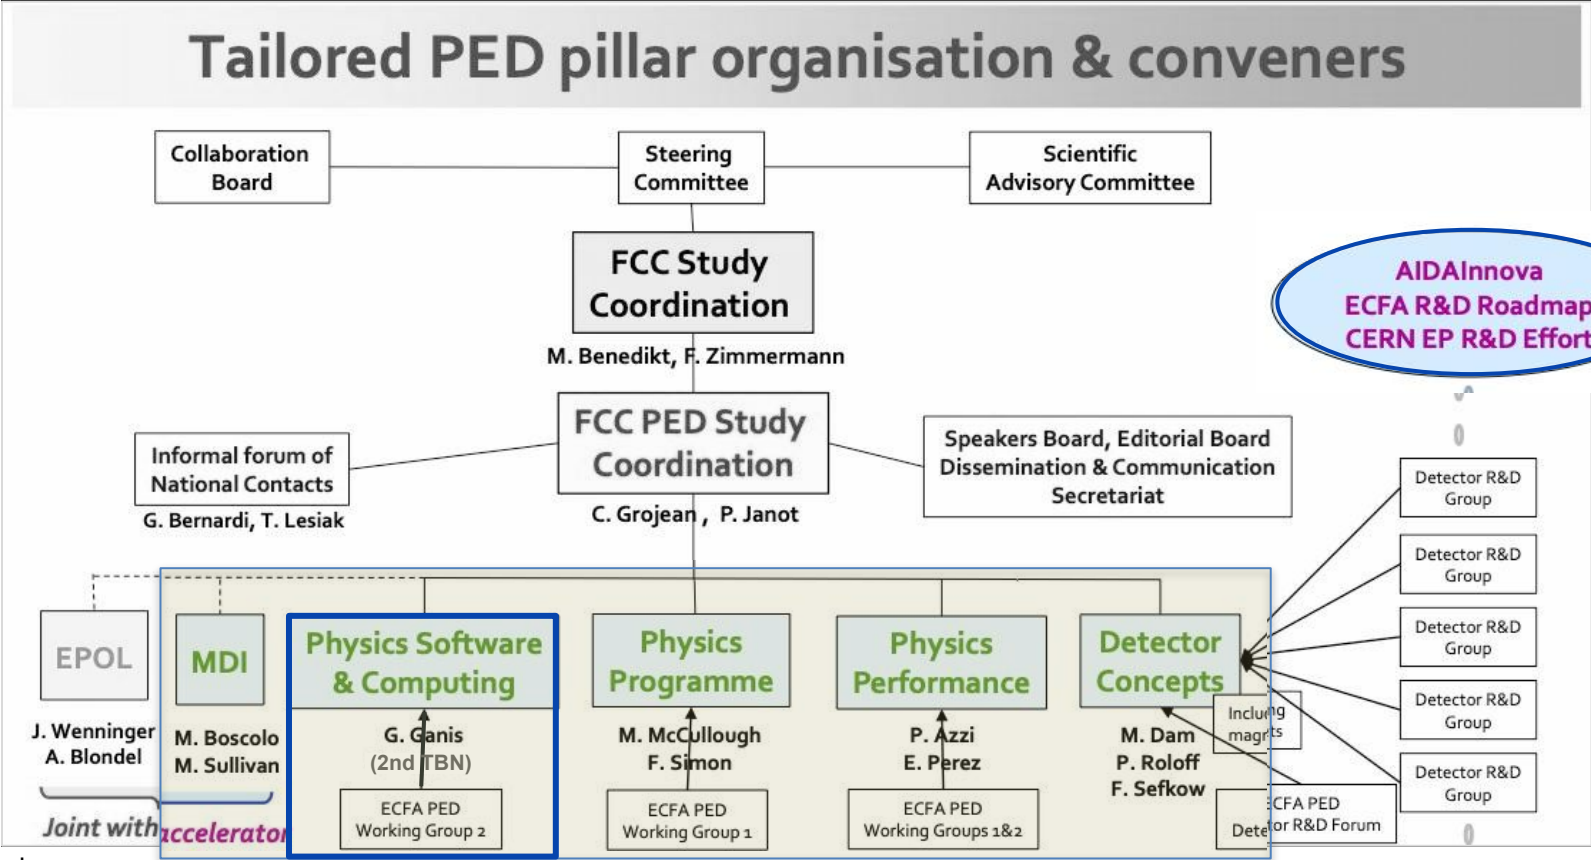 Tailored PED pillar organisation & conveners
Collaboration
Board
Steering
Committee
Scientific
Advisory Committee
FCC Study
Coordination
M. Benedikt, F. Zimmermann
AIDAInnova
ECFA R&D Roadmap
CERN EP R&D Effort
FCC PED Study
Coordination
C. Grojean , P. Janot
Informal forum of
National Contacts
G. Bernardi, T. Lesiak
Speakers Board, Editorial Board
Dissemination & Communication
Secretariat
Detector R&D
Group
Detector R&D
Group
Detector R&D
Group
Detector R&D
Group
Detector R&D
Group
EPOL
J. Wenninger
A. Blondel
MDI
M. Boscolo
M. Sullivan
Joint with accelerator
Physics Software
& Computing
G. Ganis
(2nd TBN)
ECFA PED
Working Group 2
Physics
Programme
M. McCullough
F. Simon
ECFA PED
Working Group 1
Physics
Performance
P. Azzi
E. Perez
ECFA PED
Working Groups 1&2
Detector
Concepts
M. Dam
P. Roloff
F. Sefkow
ECFA PED
R&D Forum